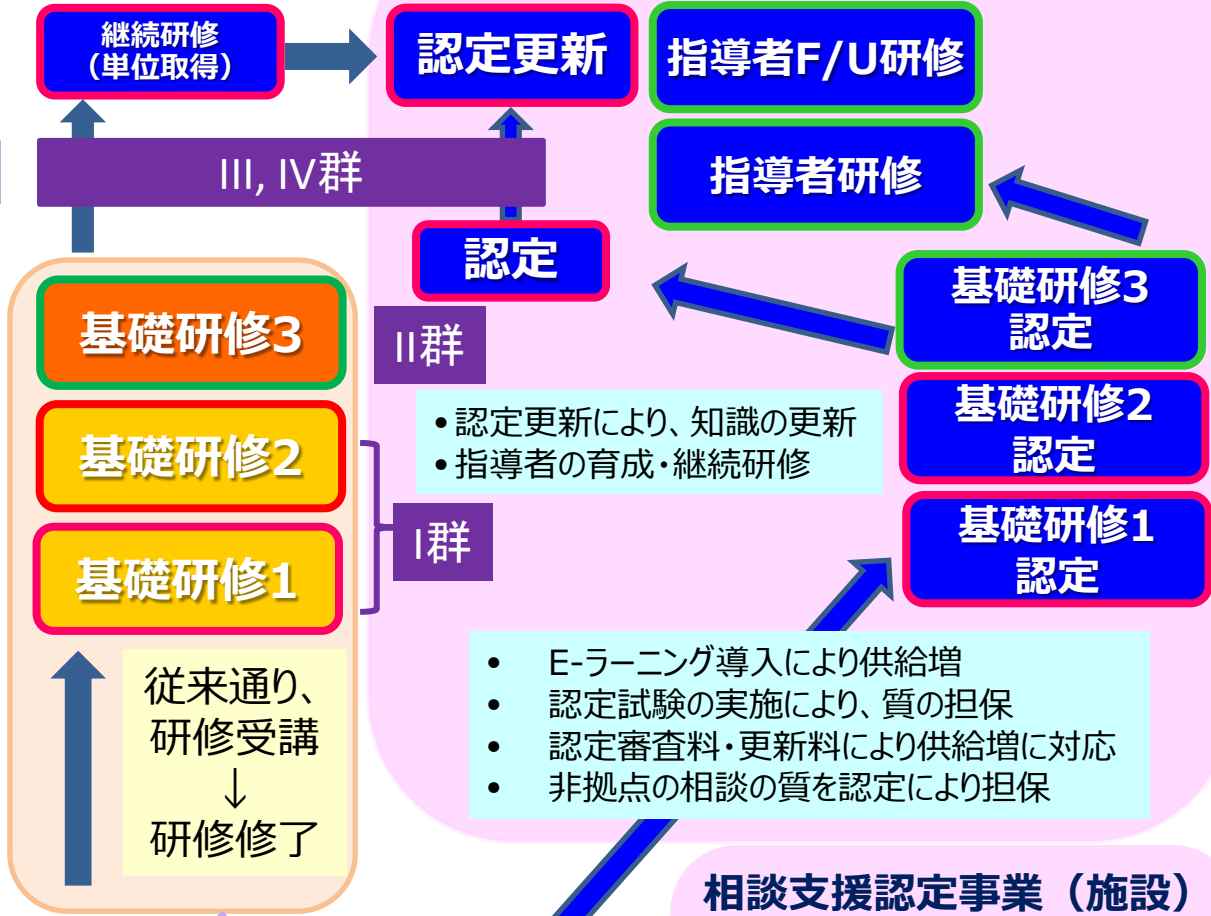 継続研修
（単位取得）
認定更新
指導者F/U研修
III, IV群
指導者研修
認定
基礎研修3
認定
基礎研修3
II群
基礎研修2
認定
• 認定更新により、知識の更新
• 指導者の育成・継続研修
基礎研修2
I群
基礎研修1
認定
基礎研修1
従来通り、
研修受講
↓
研修修了
• E-ラーニング導入により供給増
• 認定試験の実施により、質の担保
• 認定審査料・更新料により供給増に対応
• 非拠点の相談の質を認定により担保
相談支援認定事業（施設）